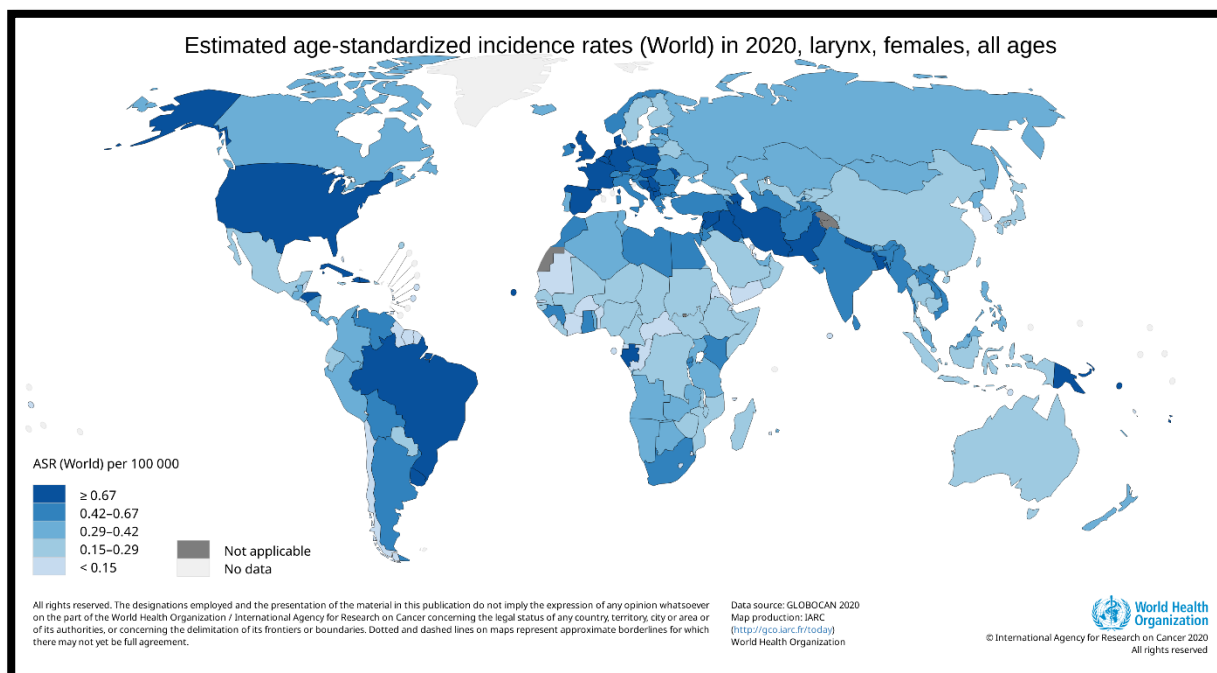 Estimated age-standardized incidence rates (World) in 2020, larynx, females, all ages
ASR (World) per 100 000
≥ 0.67
0.42–0.67
0.29–0.42
0.15–0.29
< 0.15
Not applicable
No data
All rights reserved. The designations employed and the presentation of the material in this publication do not imply the expression of any opinion whatsoever
on the part of the World Health Organization / International Agency for Research on Cancer concerning the legal status of any country, territory, city or area or
of its authorities, or concerning the delimitation of its frontiers or boundaries. Dotted and dashed lines on maps represent approximate borderlines for which
there may not yet be full agreement.
Data source: GLOBOCAN 2020
Map production: IARC
(http://gco.iarc.fr/today)
World Health Organization
World Health
Organization
© International Agency for Research on Cancer 2020
All rights reserved